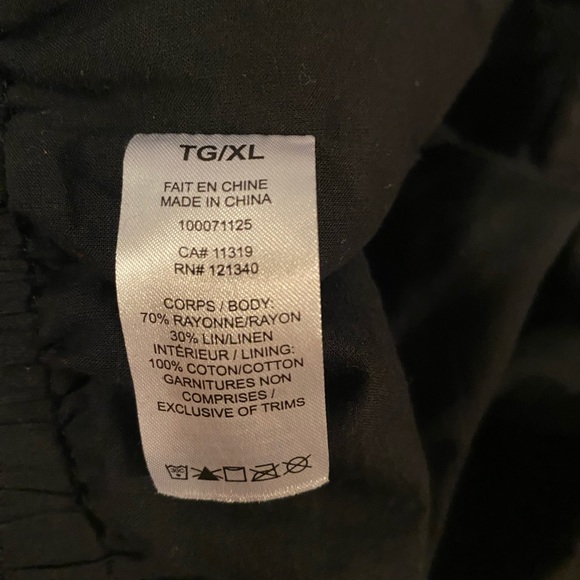 TG/XL
FAIT EN CHINE
MADE IN CHINA
100071125
CA# 11319
RN# 121340
CORPS / BODY:
70% RAYONNE/RAYON
30% LIN/LINEN
INTÉRIEUR / LINING:
100% COTON/COTTON
GARNITURES NON
COMPRISES /
EXCLUSIVE OF TRIMS